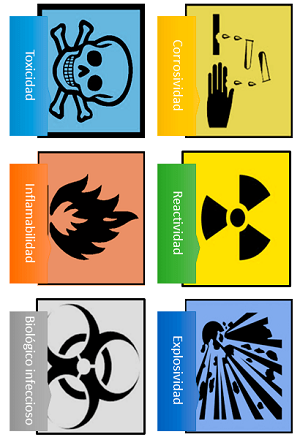 Corrosividad
Reactividad
Explosividad
Toxicidad
Inflamabilidad
Biológico infeccioso